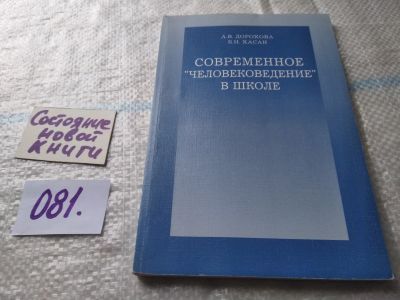 А.В. ДОРОХОВА
Б.И. ХАСАН
СОВРЕМЕННОЕ
"ЧЕЛОВЕКОВЕДЕНИЕ"
В ШКОЛЕ
Состояние
новой
книги
081.